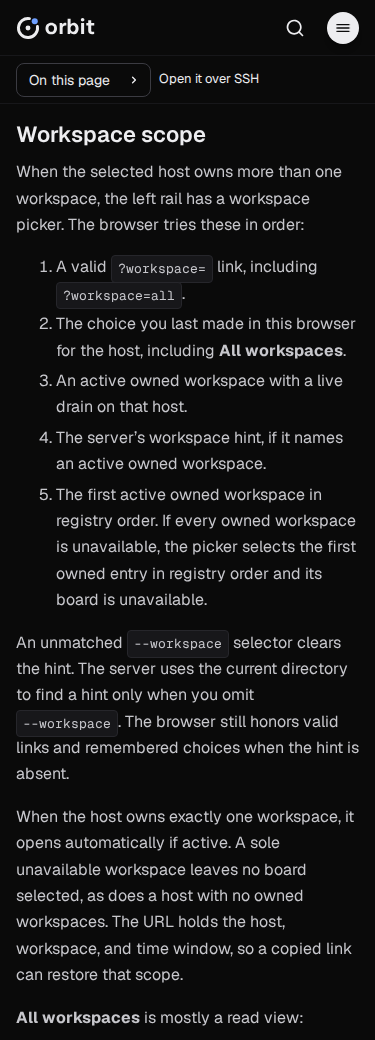 orbit
On this page
Open it over SSH
Workspace scope
When the selected host owns more than one
workspace, the left rail has a workspace
picker. The browser tries these in order:
1. A valid ?workspace= link, including
?workspace=all.
2. The choice you last made in this browser
for the host, including All workspaces.
3. An active owned workspace with a live
drain on that host.
4. The server's workspace hint, if it names
an active owned workspace.
5. The first active owned workspace in
registry order. If every owned workspace
is unavailable, the picker selects the first
owned entry in registry order and its
board is unavailable.
An unmatched --workspace selector clears
the hint. The server uses the current directory
to find a hint only when you omit
--workspace. The browser still honors valid
links and remembered choices when the hint is
absent.
When the host owns exactly one workspace, it
opens automatically if active. A sole
unavailable workspace leaves no board
selected, as does a host with no owned
workspaces. The URL holds the host,
workspace, and time window, so a copied link
can restore that scope.
All workspaces is mostly a read view: